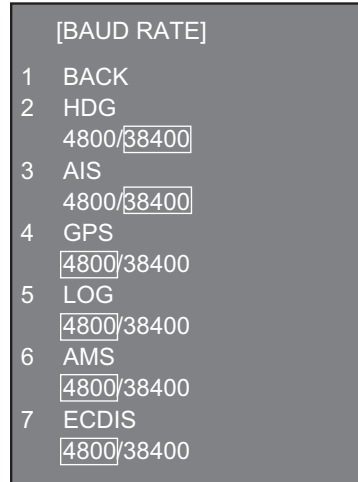 [BAUD RATE]
1 BACK
2 HDG
4800/38400
3 AIS
4800/38400
4 GPS
4800/38400
5 LOG
4800/38400
6 AMS
4800/38400
7 ECDIS
4800/38400